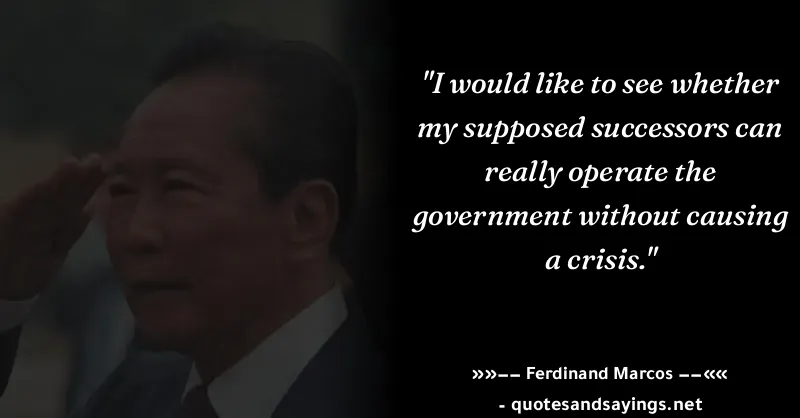 "I would like to see whether
my supposed successors can
really operate the
government without causing
a crisis."
»»−− Ferdinand Marcos −−««
- quotesandsayings.net